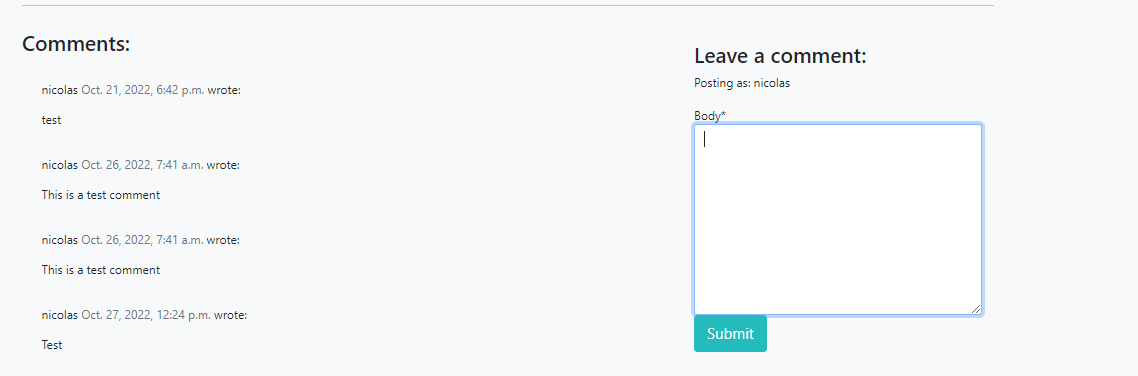 Comments:
nicolas Oct. 21, 2022, 6:42 p.m. wrote:
test
nicolas Oct. 26, 2022, 7:41 a.m. wrote:
This is a test comment
nicolas Oct. 26, 2022, 7:41 a.m. wrote:
This is a test comment
nicolas Oct. 27, 2022, 12:24 p.m. wrote:
Test
Leave a comment:
Posting as: nicolas
Body*
Submit